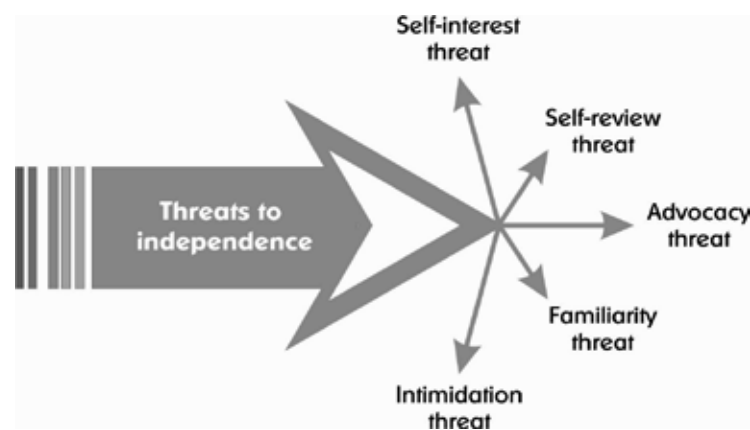 Self-interest
threat
Self-review
threat
Threats to
independence
Advocacy
threat
Familiarity
threat
Intimidation
threat